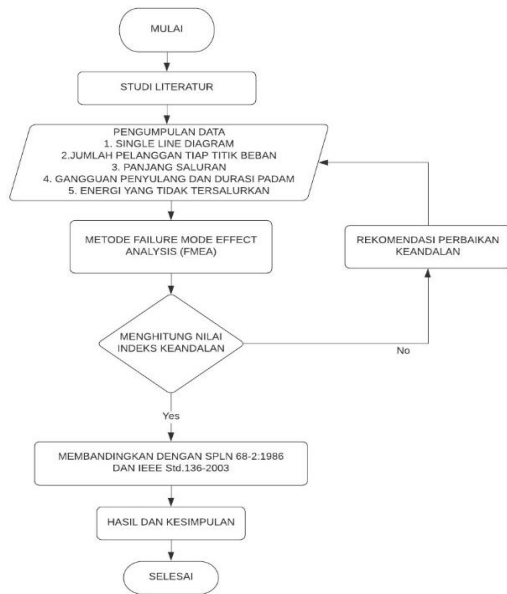 MULAI
STUDI LITERATUR
PENGUMPULAN DATA
1. SINGLE LINE DIAGRAM
2.JUMLAH PELANGGAN TIAP TITIK BEBAN
3. PANJANG SALURAN
4. GANGGUAN PENYULANG DAN DURASI PADAM
5. ENERGI YANG TIDAK TERSALURKAN
METODE FAILURE MODE EFFECT
ANALYSIS (FMEA)
REKOMENDASI PERBAIKAN
KEANDALAN
MENGHITUNG NILAI
INDEKS KEANDALAN
No
Yes
MEMBANDINGKAN DENGAN SPLN 68-2:1986
DAN IEEE Std.136-2003
HASIL DAN KESIMPULAN
SELESAI